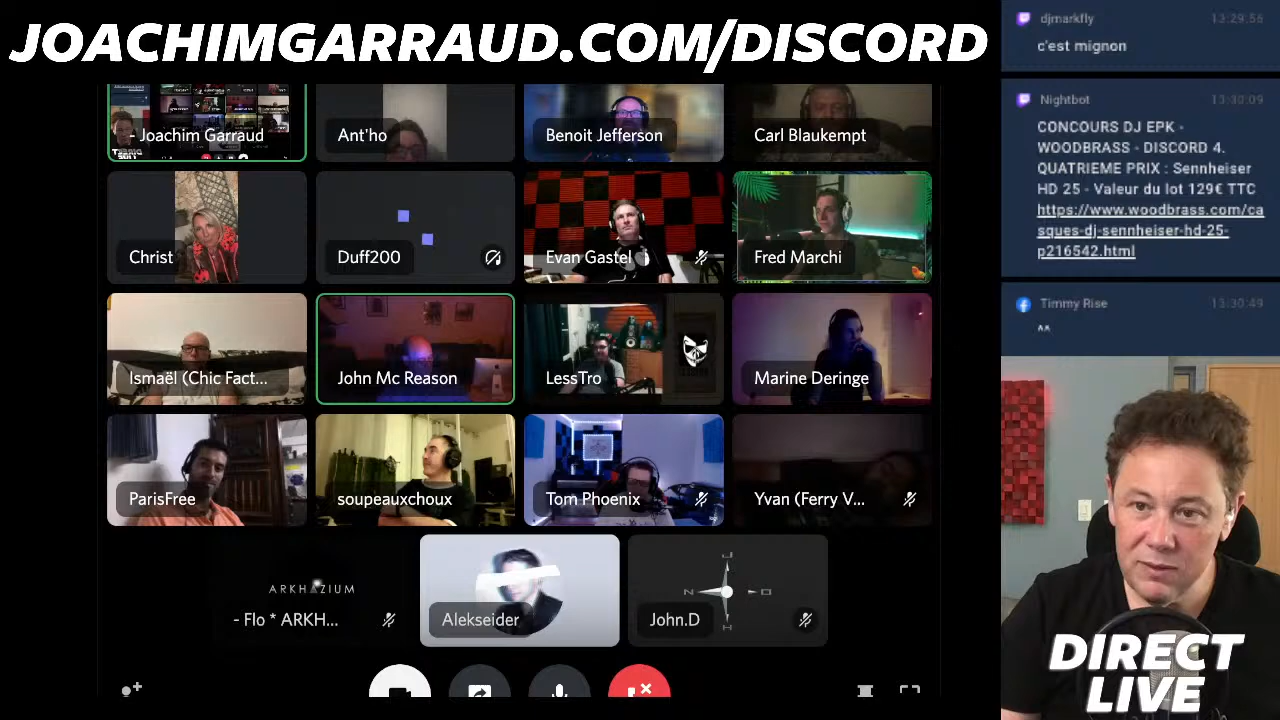 JOACHIMGARRAUD.COM/DISCORD
djmarkfly 13:29:56
c'est mignon
Nightbot 13:30:09
CONCOURS DJ EPK -
WOODBRASS - DISCORD 4.
QUATRIEME PRIX : Sennheiser
HD 25 - Valeur du lot 129€ TTC
https://www.woodbrass.com/ca
sques-dj-sennheiser-hd-25-
p216542.html
Timmy Rise 13:30:49
^^
- Joachim Garraud
Ant'ho
Benoit Jefferson
Carl Blaukempt
Christ
Duff200
Evan Gastel
Fred Marchi
Ismaël (Chic Fact...
John Mc Reason
LessTro
Marine Deringe
ParisFree
soupeauxchoux
Tom Phoenix
Yvan (Ferry V...
ARKHAZIUM
- Flo * ARKH...
Alekseider
J
N O
H
John.D
DIRECT
LIVE